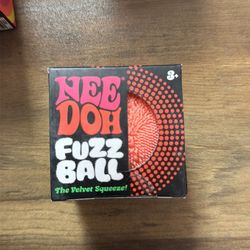 NEE
DOH
FUZZ
BALL
The Velvet Squeeze!
3+